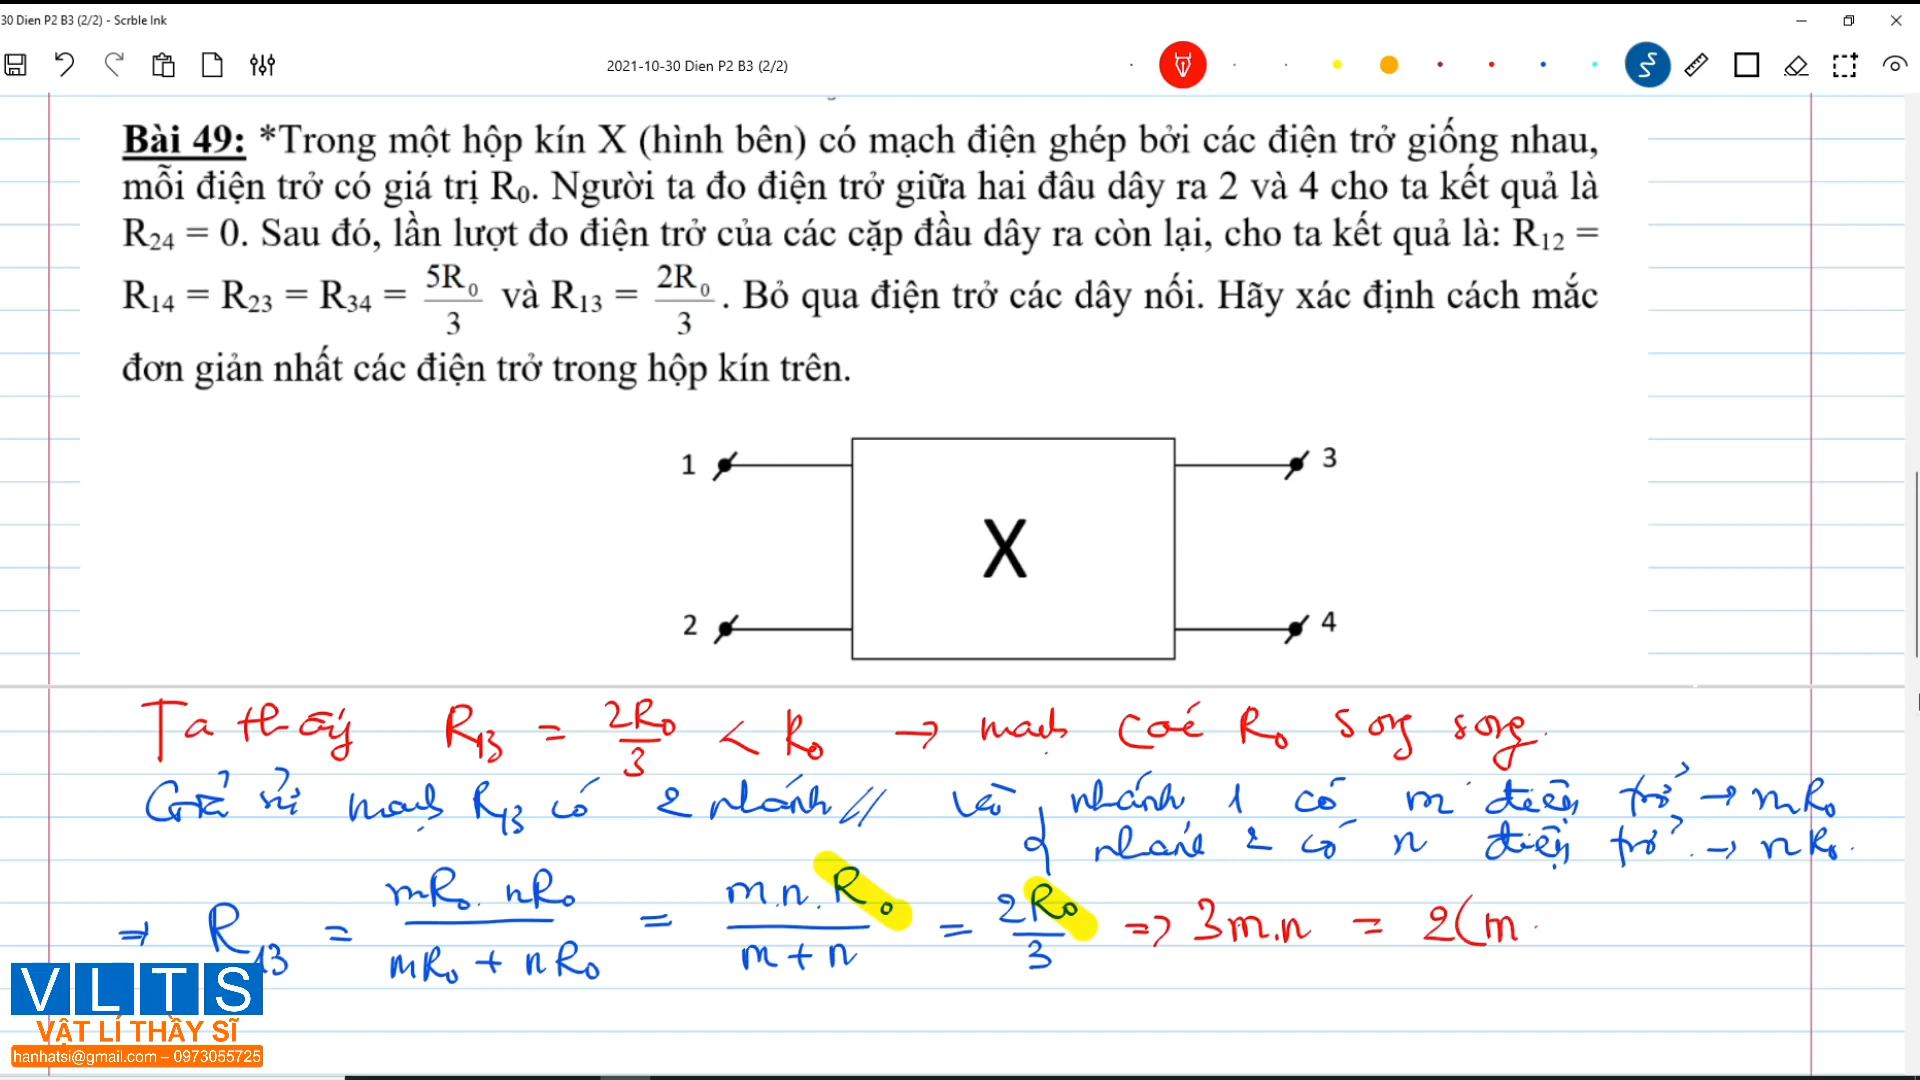 30 Dien P2 B3 (2/2) - Scrble Ink
2021-10-30 Dien P2 B3 (2/2)
Bài 49: *Trong một hộp kín X (hình bên) có mạch điện ghép bởi các điện trở giống nhau,
mỗi điện trở có giá trị R₀. Người ta đo điện trở giữa hai đâu dây ra 2 và 4 cho ta kết quả là
R₂₄ = 0. Sau đó, lần lượt đo điện trở của các cặp đầu dây ra còn lại, cho ta kết quả là: R₁₂ =
R₁₄ = R₂₃ = R₃₄ = 5R₀/3 và R₁₃ = 2R₀/3 . Bỏ qua điện trở các dây nối. Hãy xác định cách mắc
đơn giản nhất các điện trở trong hộp kín trên.
1
3
X
2
4
Ta thấy R₁₃ = 2R₀/3 < R₀ → mạch các R₀ song song.
Giả sử mạch R₁₃ có 2 nhánh // và { nhánh 1 có m điện trở → mR₀
nhánh 2 có n điện trở → nR₀.
⇒ R₁₃ = mR₀.nR₀/mR₀ + nR₀ = m.n.R₀/m + n = 2R₀/3 => 3m.n = 2(m
VLTS
VẬT LÍ THẦY SĨ
hanhatsi@gmail.com – 0973055725